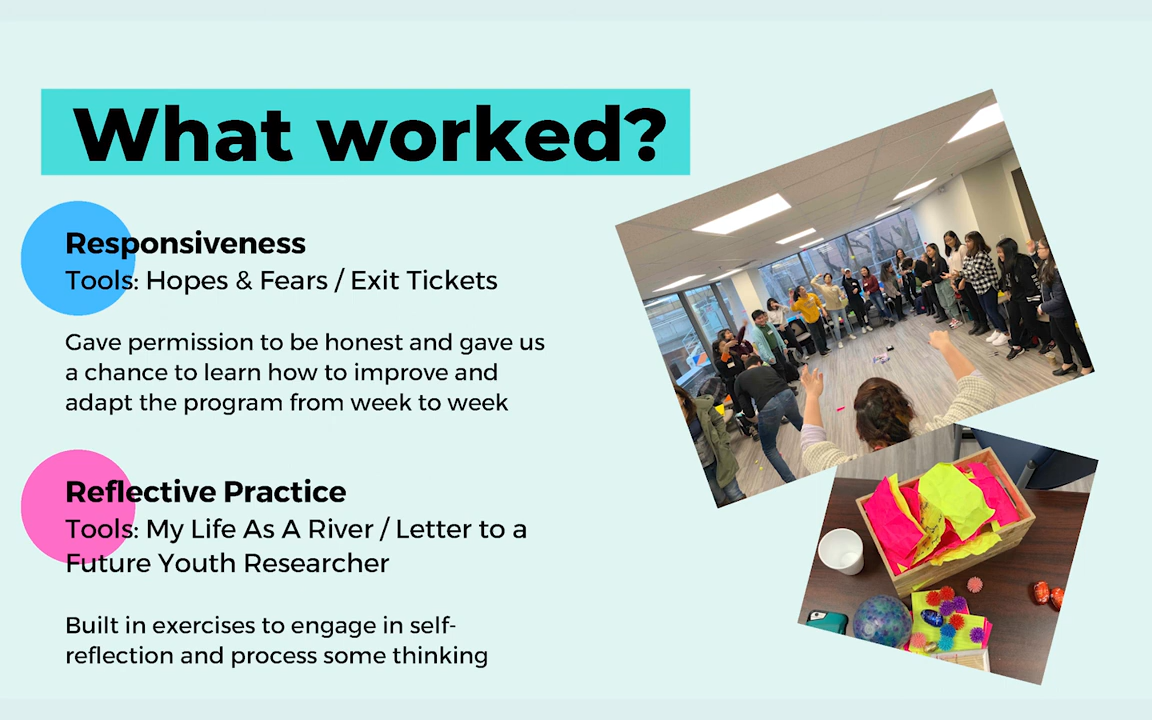 What worked?
Responsiveness
Tools: Hopes & Fears / Exit Tickets
Gave permission to be honest and gave us
a chance to learn how to improve and
adapt the program from week to week
Reflective Practice
Tools: My Life As A River / Letter to a
Future Youth Researcher
Built in exercises to engage in self-
reflection and process some thinking